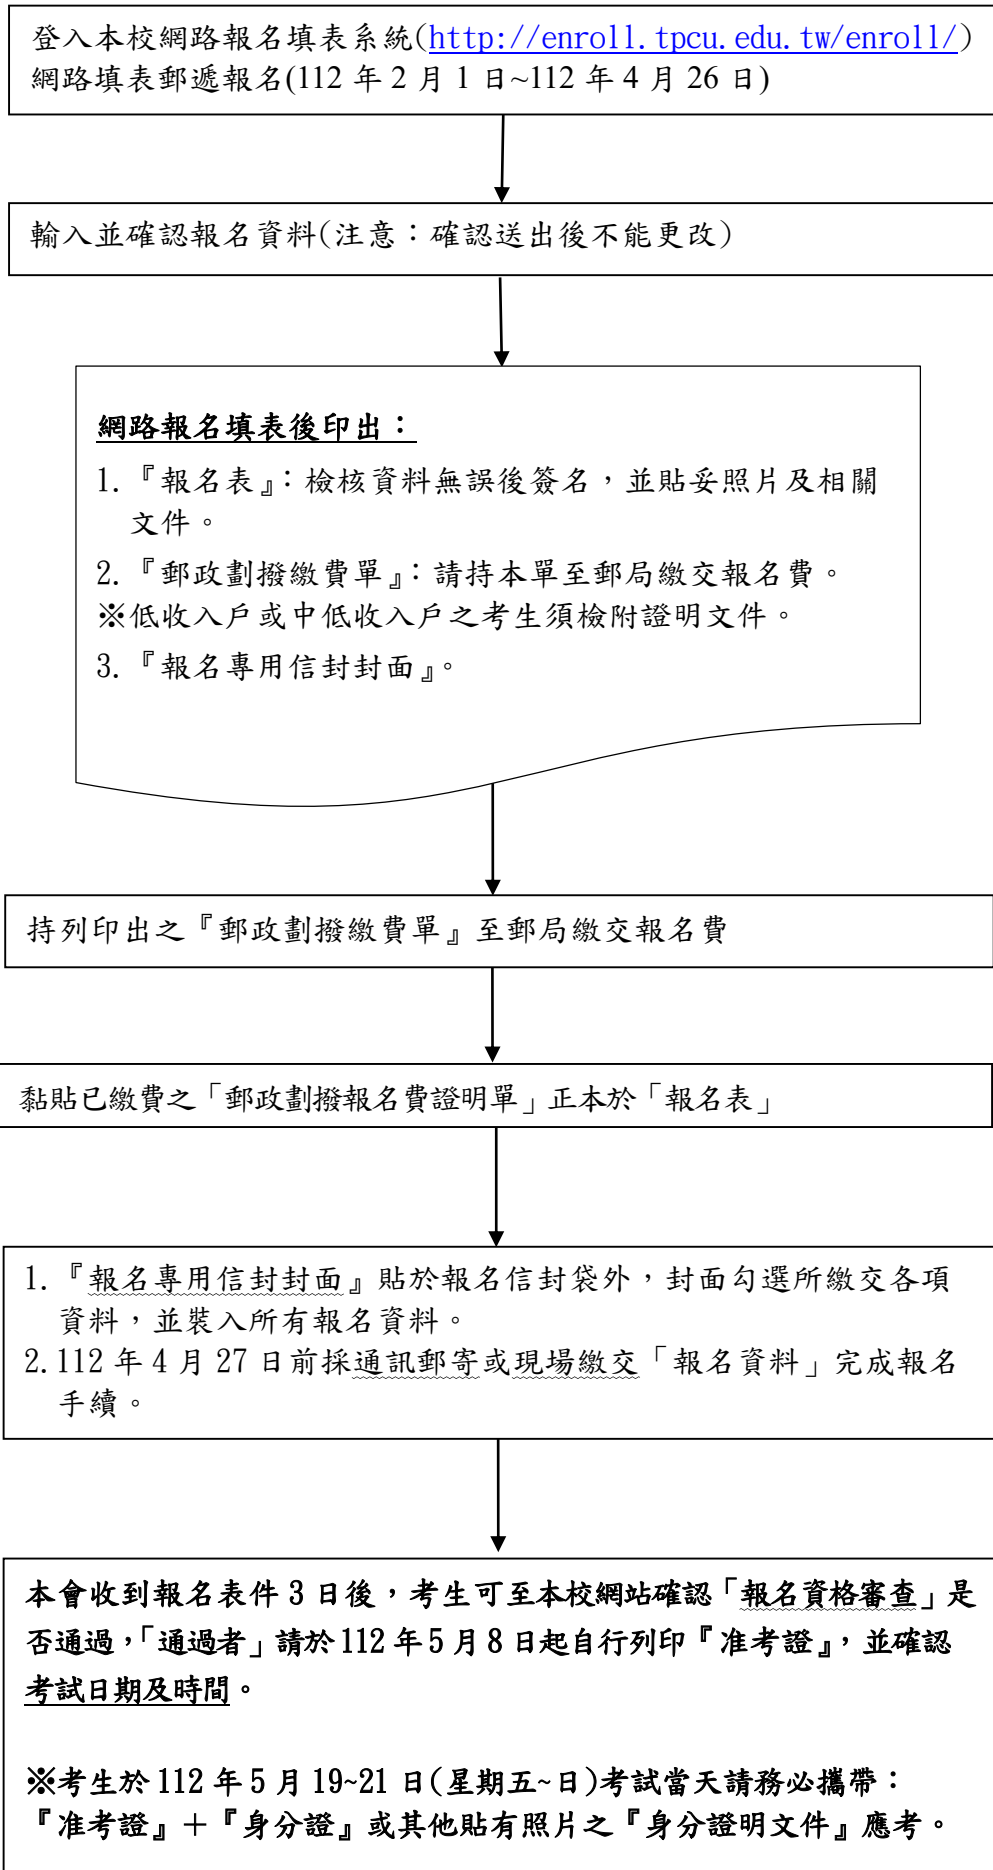 登入本校網路報名填表系統(http://enroll.tpcu.edu.tw/enroll/)
網路填表郵遞報名(112 年 2 月 1 日~112 年 4 月 26 日)
輸入並確認報名資料(注意：確認送出後不能更改)
網路報名填表後印出：
1.『報名表』：檢核資料無誤後簽名，並貼妥照片及相關
文件。
2.『郵政劃撥繳費單』：請持本單至郵局繳交報名費。
※低收入戶或中低收入戶之考生須檢附證明文件。
3.『報名專用信封封面』。
持列印出之『郵政劃撥繳費單』至郵局繳交報名費
黏貼已繳費之「郵政劃撥報名費證明單」正本於「報名表」
1.『報名專用信封封面』貼於報名信封袋外，封面勾選所繳交各項
資料，並裝入所有報名資料。
2.112 年 4 月 27 日前採通訊郵寄或現場繳交「報名資料」完成報名
手續。
本會收到報名表件 3 日後，考生可至本校網站確認「報名資格審查」是
否通過，「通過者」請於 112 年 5 月 8 日起自行列印『准考證』，並確認
考試日期及時間。
※考生於 112 年 5 月 19~21 日(星期五~日)考試當天請務必攜帶：
『准考證』＋『身分證』或其他貼有照片之『身分證明文件』應考。